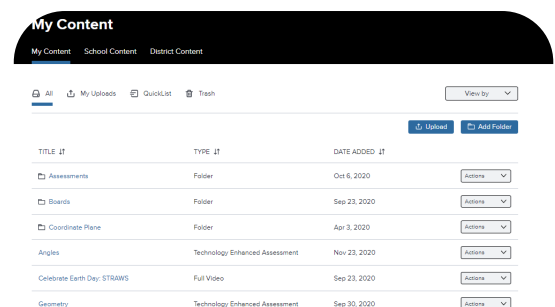 My Content
My Content School Content District Content
All My Uploads QuickList Trash View by
Upload Add Folder
TITLE TYPE DATE ADDED
Assessments Folder Oct 6, 2020 Actions
Boards Folder Sep 23, 2020 Actions
Coordinate Plane Folder Apr 3, 2020 Actions
Angles Technology Enhanced Assessment Nov 23, 2020 Actions
Celebrate Earth Day: STRAWS Full Video Sep 23, 2020 Actions
Geometry Technology Enhanced Assessment Sep 30, 2020 Actions